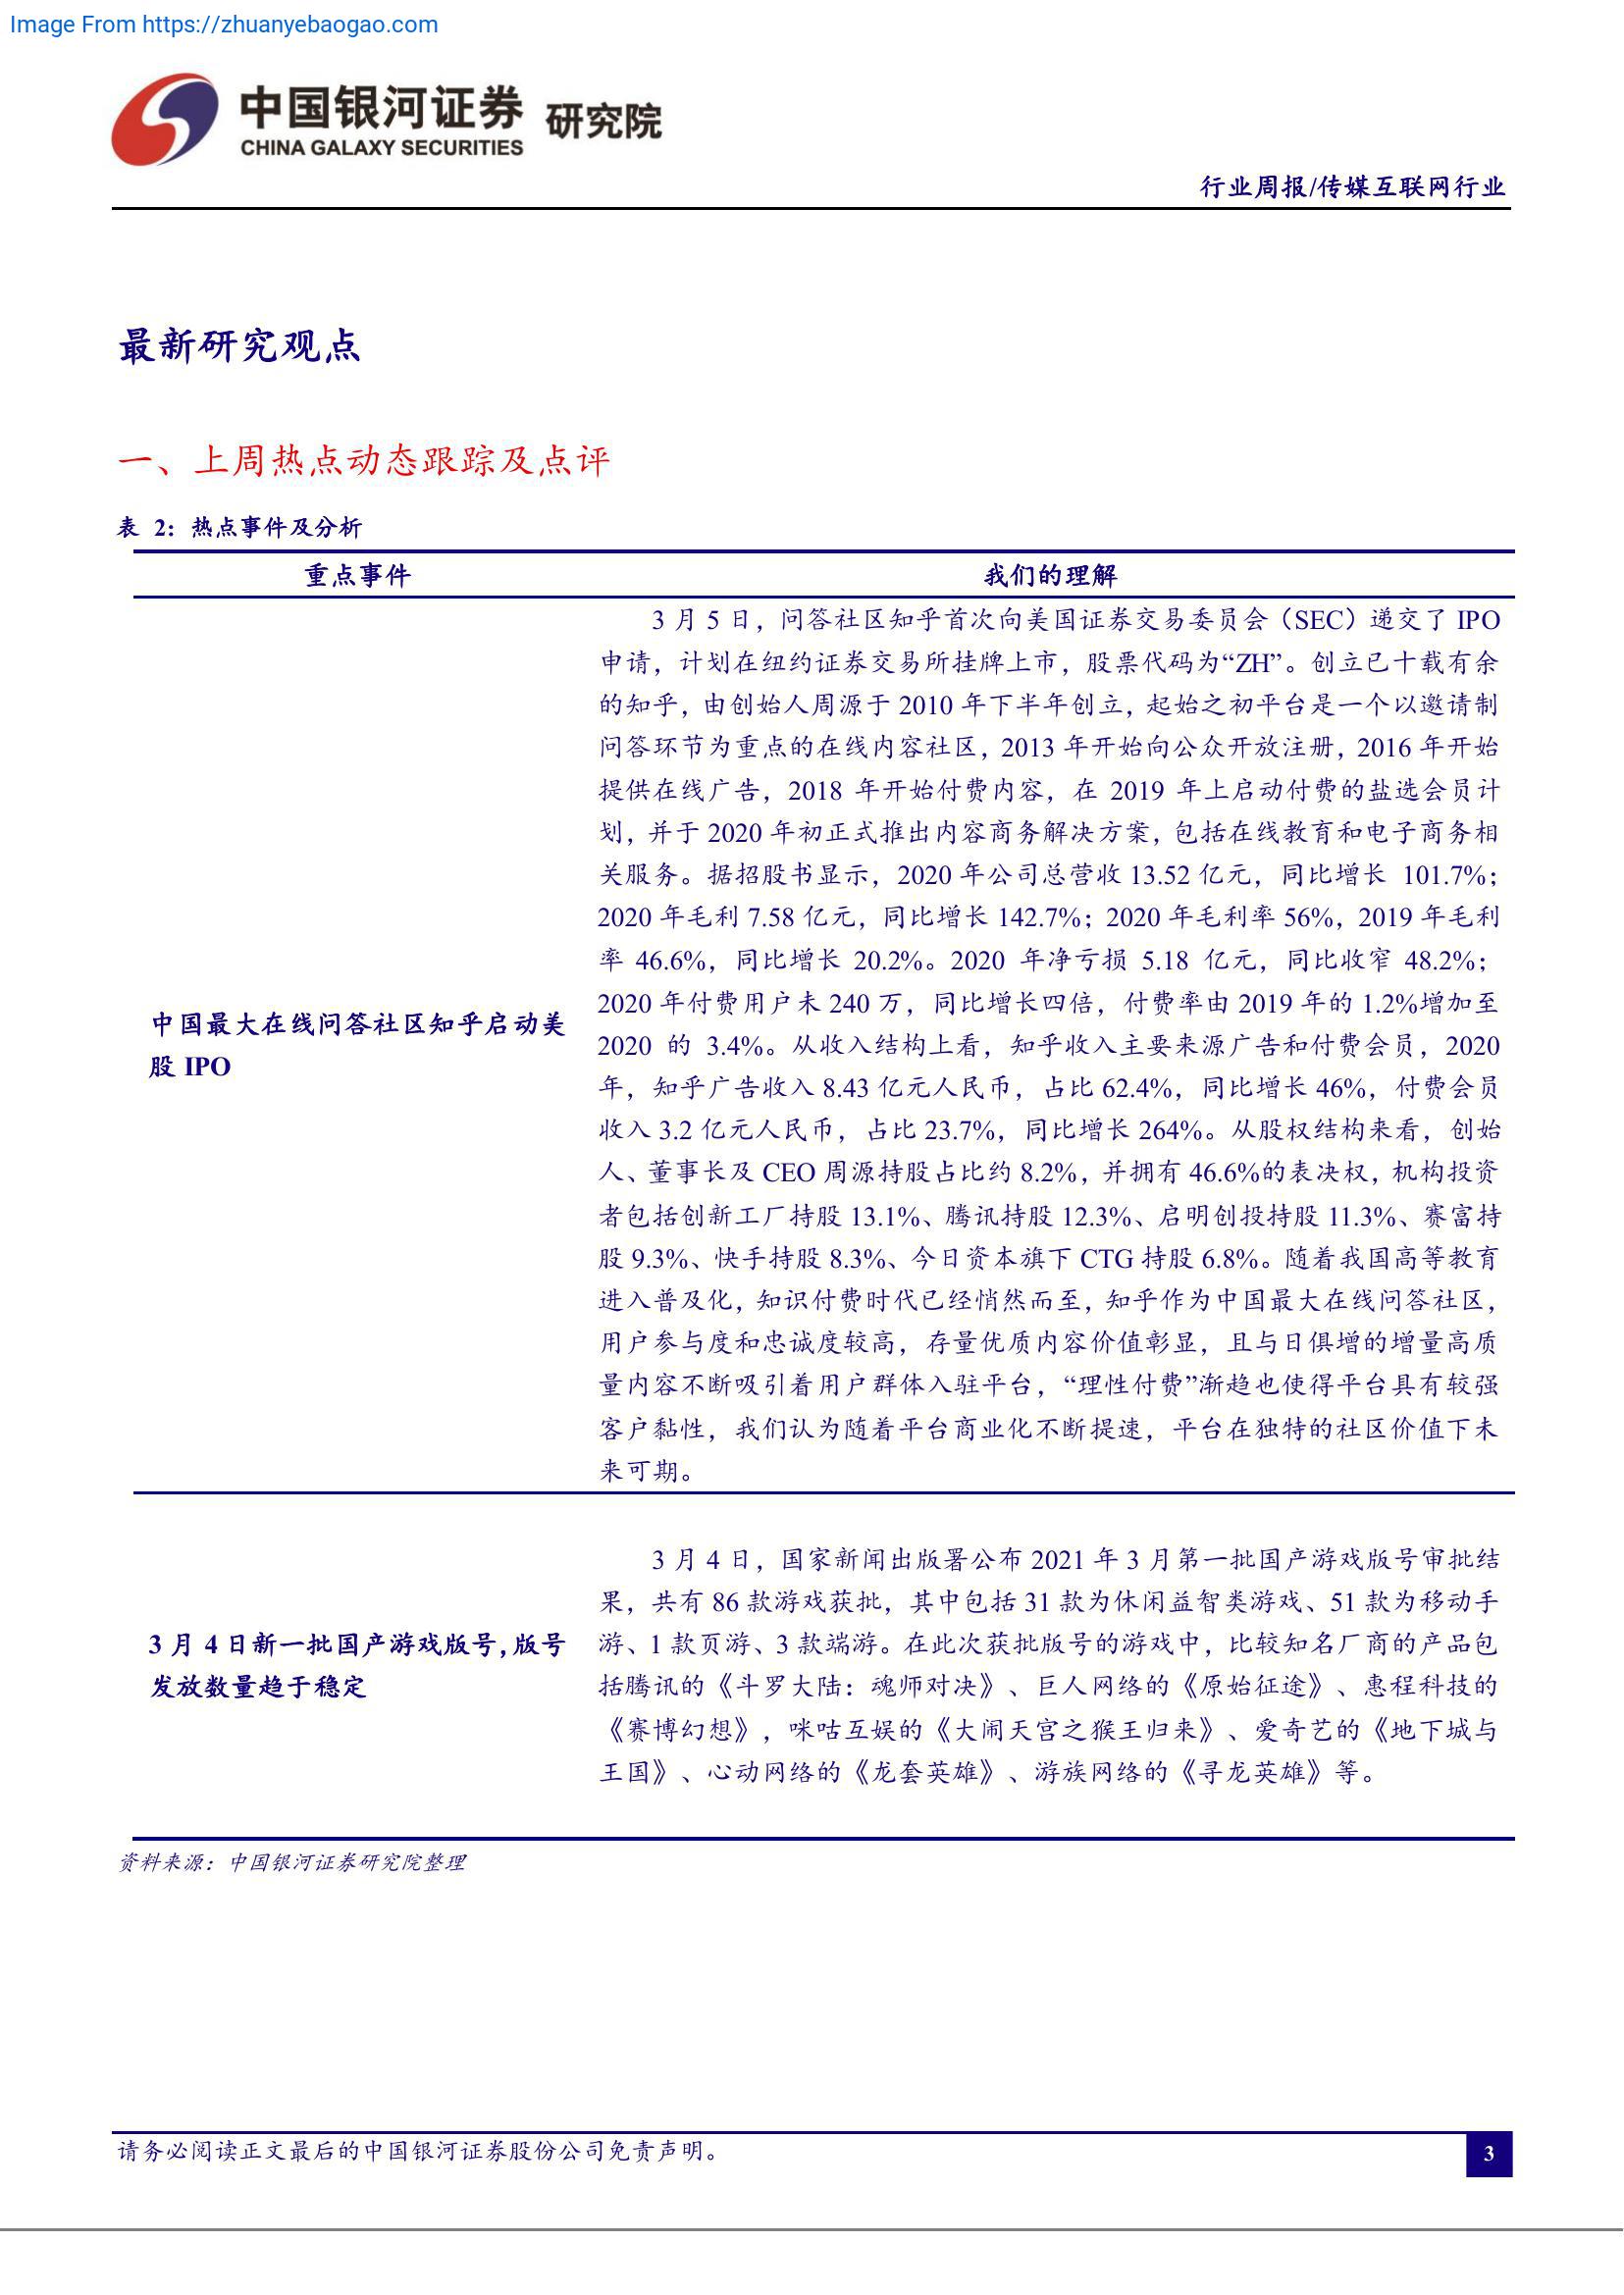 Image From https://zhuanyebaogao.com
中国银河证券 研究院
CHINA GALAXY SECURITIES
行业周报/传媒互联网行业
最新研究观点
一、上周热点动态跟踪及点评
表 2: 热点事件及分析
重点事件 我们的理解
3 月 5 日，问答社区知乎首次向美国证券交易委员会（SEC）递交了 IPO
申请，计划在纽约证券交易所挂牌上市，股票代码为“ZH”。创立已十载有余
的知乎，由创始人周源于 2010 年下半年创立，起始之初平台是一个以邀请制
问答环节为重点的在线内容社区，2013 年开始向公众开放注册，2016 年开始
提供在线广告，2018 年开始付费内容，在 2019 年上启动付费的盐选会员计
划，并于 2020 年初正式推出内容商务解决方案，包括在线教育和电子商务相
关服务。据招股书显示，2020 年公司总营收 13.52 亿元，同比增长 101.7%；
2020 年毛利 7.58 亿元，同比增长 142.7%；2020 年毛利率 56%，2019 年毛利
率 46.6%，同比增长 20.2%。2020 年净亏损 5.18 亿元，同比收窄 48.2%；
2020 年付费用户未 240 万，同比增长四倍，付费率由 2019 年的 1.2%增加至
2020 的 3.4%。从收入结构上看，知乎收入主要来源广告和付费会员，2020
年，知乎广告收入 8.43 亿元人民币，占比 62.4%，同比增长 46%，付费会员
收入 3.2 亿元人民币，占比 23.7%，同比增长 264%。从股权结构来看，创始
人、董事长及 CEO 周源持股占比约 8.2%，并拥有 46.6%的表决权，机构投资
者包括创新工厂持股 13.1%、腾讯持股 12.3%、启明创投持股 11.3%、赛富持
股 9.3%、快手持股 8.3%、今日资本旗下 CTG 持股 6.8%。随着我国高等教育
进入普及化，知识付费时代已经悄然而至，知乎作为中国最大在线问答社区，
用户参与度和忠诚度较高，存量优质内容价值彰显，且与日俱增的增量高质
量内容不断吸引着用户群体入驻平台，“理性付费”渐趋也使得平台具有较强
客户黏性，我们认为随着平台商业化不断提速，平台在独特的社区价值下未
来可期。
中国最大在线问答社区知乎启动美
股 IPO
3 月 4 日，国家新闻出版署公布 2021 年 3 月第一批国产游戏版号审批结
果，共有 86 款游戏获批，其中包括 31 款为休闲益智类游戏、51 款为移动手
游、1 款页游、3 款端游。在此次获批版号的游戏中，比较知名厂商的产品包
括腾讯的《斗罗大陆：魂师对决》、巨人网络的《原始征途》、惠程科技的
《赛博幻想》，咪咕互娱的《大闹天宫之猴王归来》、爱奇艺的《地下城与
王国》、心动网络的《龙套英雄》、游族网络的《寻龙英雄》等。
3 月 4 日新一批国产游戏版号，版号
发放数量趋于稳定
资料来源：中国银河证券研究院整理
请务必阅读正文最后的中国银河证券股份公司免责声明。
3